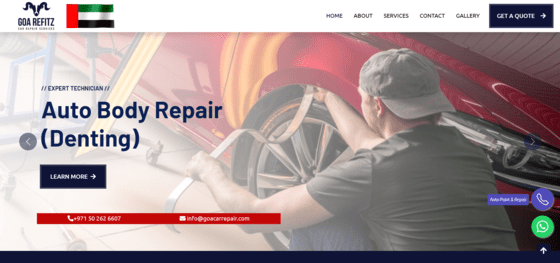 GOA REFITZ
CAR REPAIR SERVICES
HOME
ABOUT
SERVICES
CONTACT
GALLERY
GET A QUOTE
// EXPERT TECHNICIAN //
Auto Body Repair
(Denting)
LEARN MORE
+971 50 262 6607
info@goacarrepair.com
Auto Paint & Repair